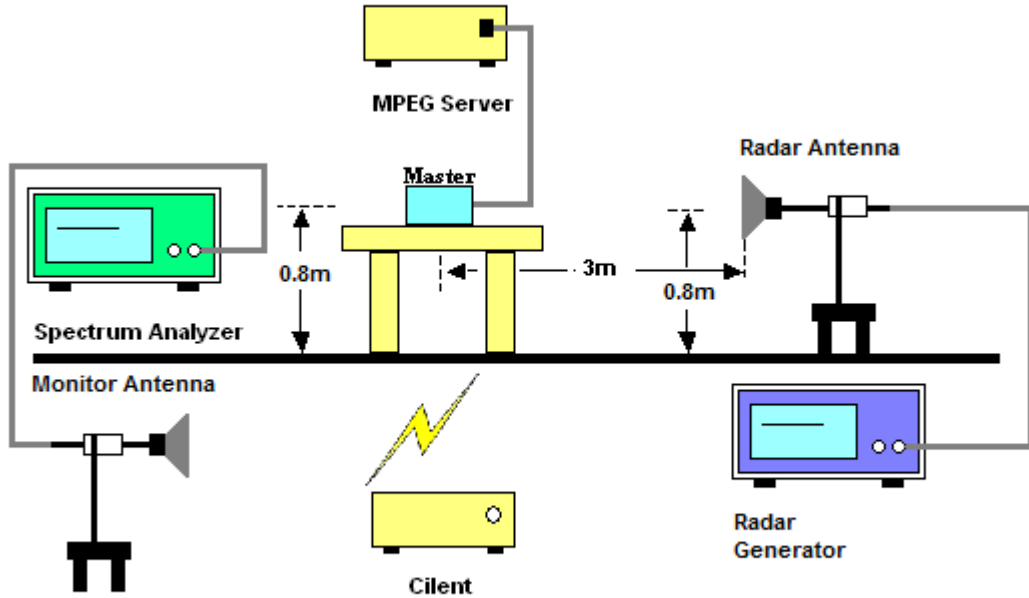 MPEG Server
Radar Antenna
Master
0.8m
3m
0.8m
Spectrum Analyzer
Monitor Antenna
Radar
Generator
Cilent